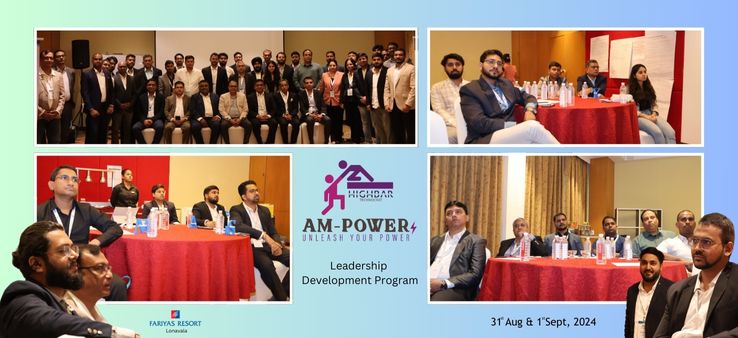 HIGHBAR
TECHNOCRAT
AM-POWER
UNLEASH YOUR POWER
Leadership
Development Program
FARIYAS RESORT
Lonavala
31st Aug & 1st Sept, 2024